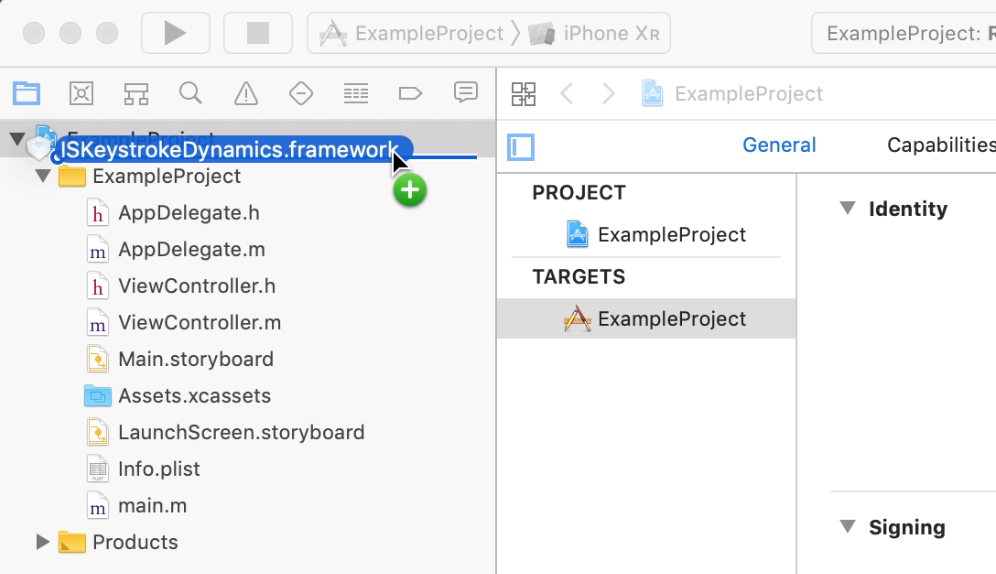 ExampleProject
iPhone XR
ExampleProject:
ExampleProject
ExampleProject
ISKeystrokeDynamics.framework
ExampleProject
AppDelegate.h
AppDelegate.m
ViewController.h
ViewController.m
Main.storyboard
Assets.xcassets
LaunchScreen.storyboard
Info.plist
main.m
Products
General
Capabilities
PROJECT
ExampleProject
TARGETS
ExampleProject
Identity
Signing